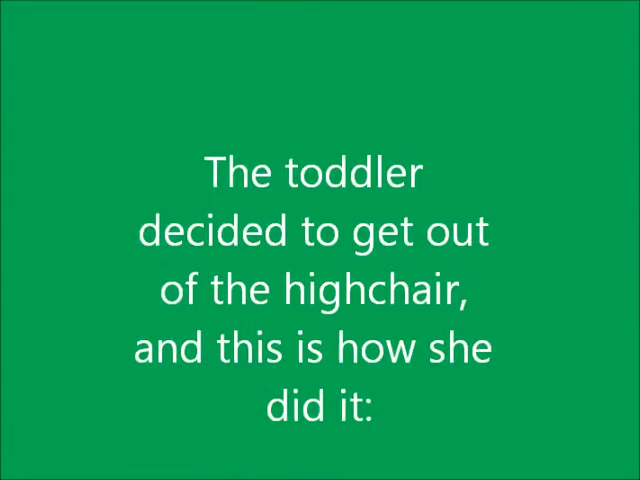 The toddler
decided to get out
of the highchair,
and this is how she
did it: